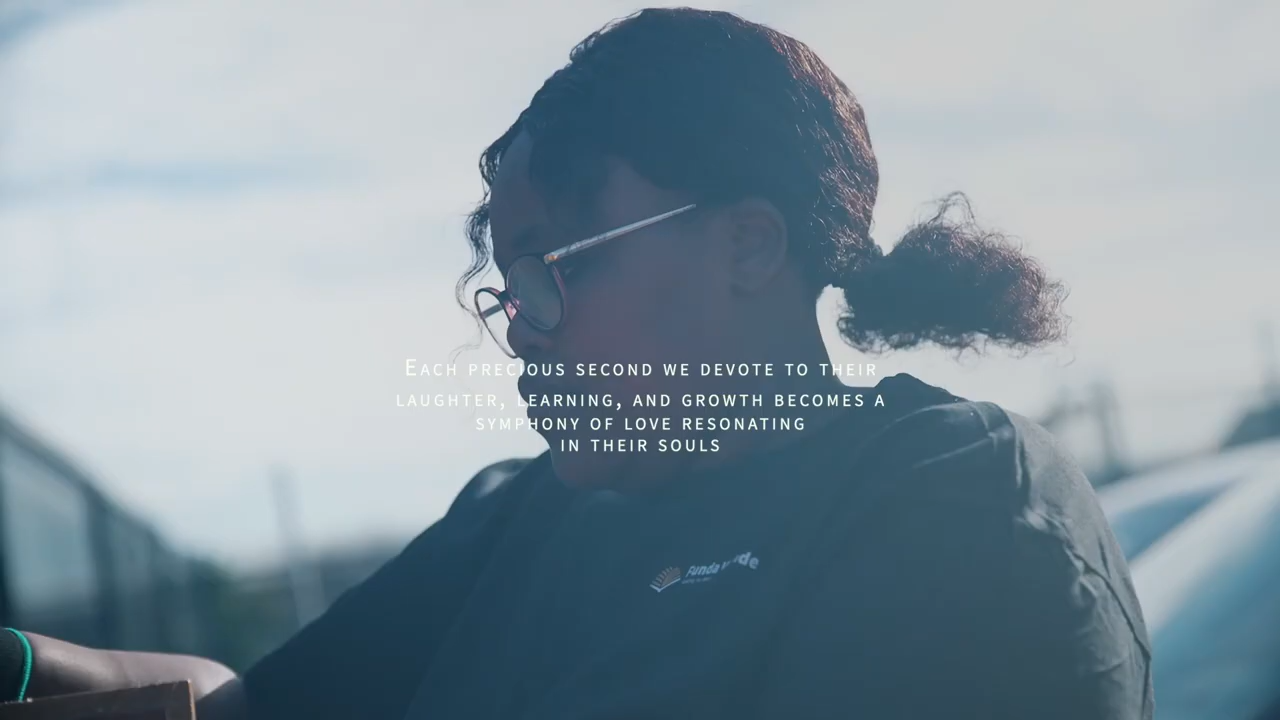 Each precious second we devote to their
laughter, learning, and growth becomes a
symphony of love resonating
in their souls
Funda